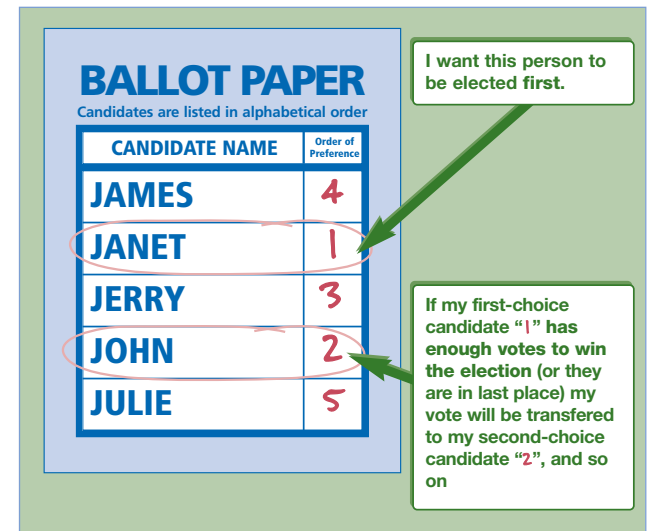 BALLOT PAPER
Candidates are listed in alphabetical order
CANDIDATE NAME Order of Preference
JAMES 4
JANET 1
JERRY 3
JOHN 2
JULIE 5
I want this person to
be elected first.
If my first-choice
candidate “1” has
enough votes to win
the election (or they
are in last place) my
vote will be transfered
to my second-choice
candidate “2”, and so
on